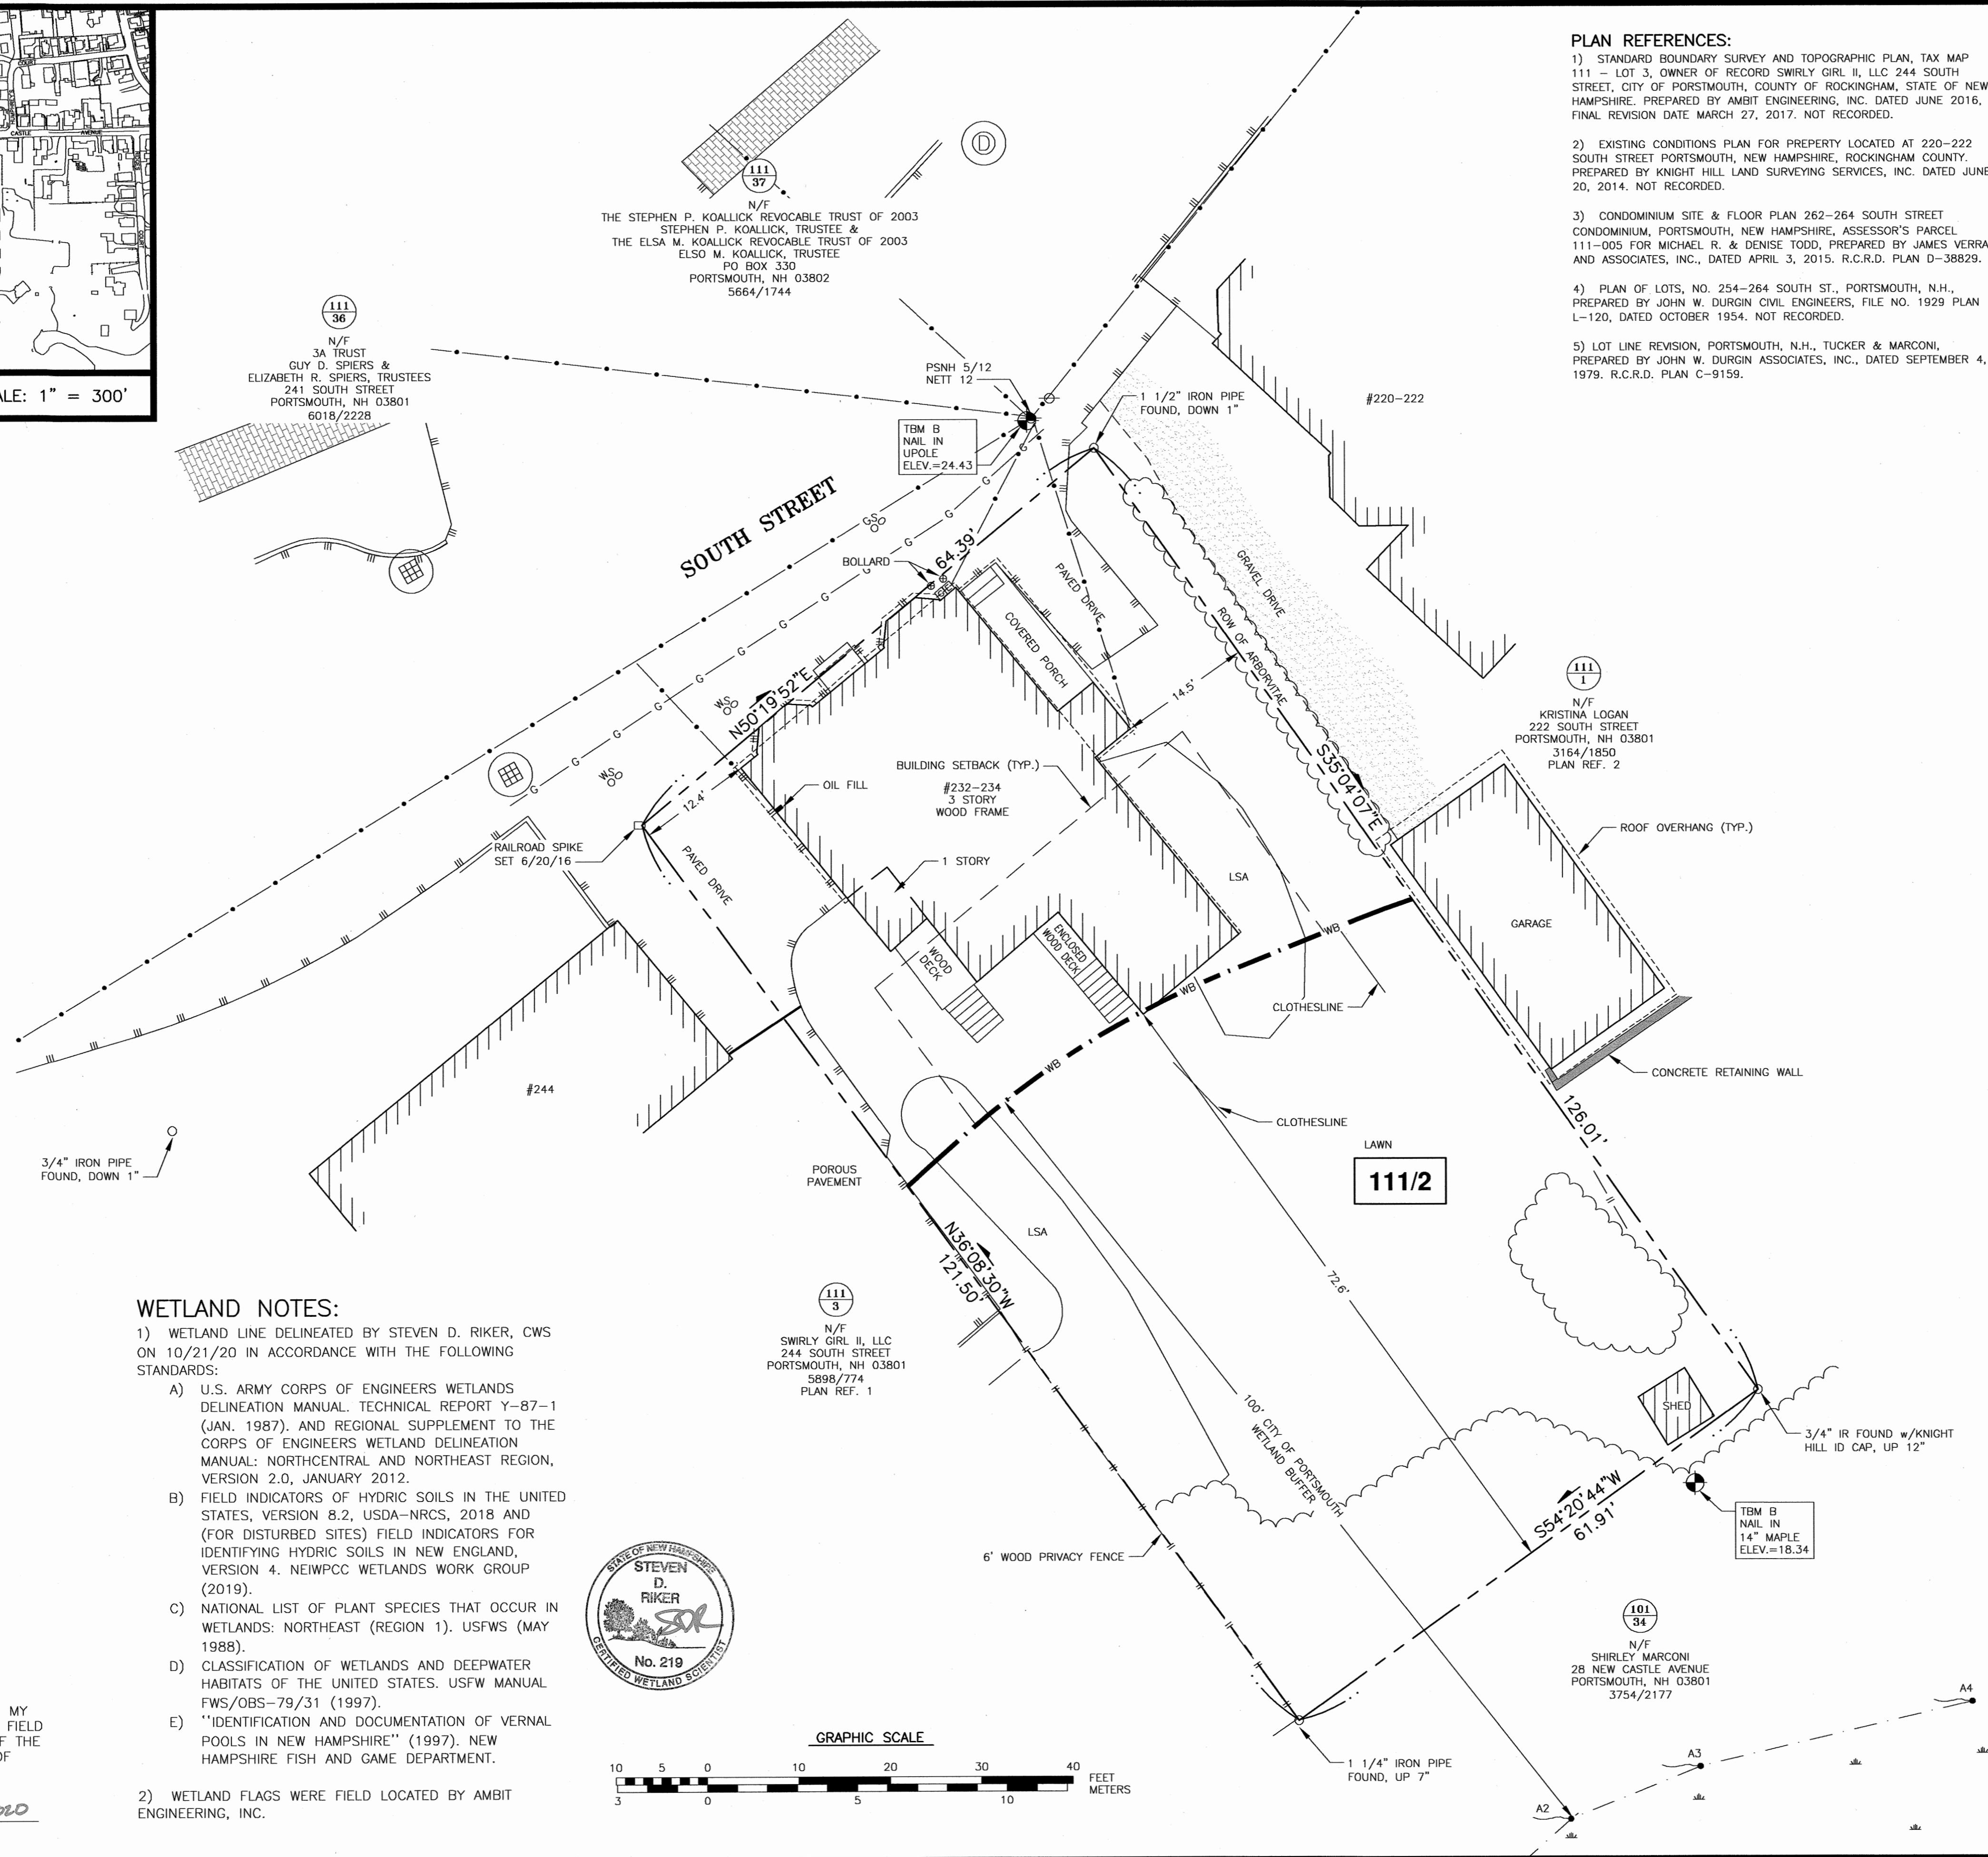 COURT
CASTLE
AVENUE
COURT
ALE: 1" = 300'
PLAN REFERENCES:
1) STANDARD BOUNDARY SURVEY AND TOPOGRAPHIC PLAN, TAX MAP
111 – LOT 3, OWNER OF RECORD SWIRLY GIRL II, LLC 244 SOUTH
STREET, CITY OF PORSTMOUTH, COUNTY OF ROCKINGHAM, STATE OF NEW
HAMPSHIRE. PREPARED BY AMBIT ENGINEERING, INC. DATED JUNE 2016,
FINAL REVISION DATE MARCH 27, 2017. NOT RECORDED.
2) EXISTING CONDITIONS PLAN FOR PREPERTY LOCATED AT 220–222
SOUTH STREET PORTSMOUTH, NEW HAMPSHIRE, ROCKINGHAM COUNTY.
PREPARED BY KNIGHT HILL LAND SURVEYING SERVICES, INC. DATED JUNE
20, 2014. NOT RECORDED.
3) CONDOMINIUM SITE & FLOOR PLAN 262–264 SOUTH STREET
CONDOMINIUM, PORTSMOUTH, NEW HAMPSHIRE, ASSESSOR'S PARCEL
111–005 FOR MICHAEL R. & DENISE TODD, PREPARED BY JAMES VERRA
AND ASSOCIATES, INC., DATED APRIL 3, 2015. R.C.R.D. PLAN D–38829.
4) PLAN OF LOTS, NO. 254–264 SOUTH ST., PORTSMOUTH, N.H.,
PREPARED BY JOHN W. DURGIN CIVIL ENGINEERS, FILE NO. 1929 PLAN
L–120, DATED OCTOBER 1954. NOT RECORDED.
5) LOT LINE REVISION, PORTSMOUTH, N.H., TUCKER & MARCONI,
PREPARED BY JOHN W. DURGIN ASSOCIATES, INC., DATED SEPTEMBER 4,
1979. R.C.R.D. PLAN C–9159.
D
111
37
N/F
THE STEPHEN P. KOALLICK REVOCABLE TRUST OF 2003
STEPHEN P. KOALLICK, TRUSTEE &
THE ELSA M. KOALLICK REVOCABLE TRUST OF 2003
ELSO M. KOALLICK, TRUSTEE
PO BOX 330
PORTSMOUTH, NH 03802
5664/1744
111
36
N/F
3A TRUST
GUY D. SPIERS &
ELIZABETH R. SPIERS, TRUSTEES
241 SOUTH STREET
PORTSMOUTH, NH 03801
6018/2228
PSNH 5/12
NETT 12
TBM B
NAIL IN
UPOLE
ELEV.=24.43
1 1/2" IRON PIPE
FOUND, DOWN 1"
#220–222
SOUTH STREET
GSO
O
G
G
G
G
G
G
G
G
G
G
BOLLARD
64.39'
N50°19'52"E
WSO
O
WSO
O
PAVED DRIVE
COVERED PORCH
GRAVEL DRIVE
ROW OF ARBORVITAE
14.5'
S35°04'07"E
111
1
N/F
KRISTINA LOGAN
222 SOUTH STREET
PORTSMOUTH, NH 03801
3164/1850
PLAN REF. 2
BUILDING SETBACK (TYP.)
#232–234
3 STORY
WOOD FRAME
OIL FILL
12.4'
RAILROAD SPIKE
SET 6/20/16
PAVED DRIVE
1 STORY
LSA
ROOF OVERHANG (TYP.)
GARAGE
WOOD
DECK
ENCLOSED
WOOD DECK
WB
WB
WB
CLOTHESLINE
CONCRETE RETAINING WALL
#244
CLOTHESLINE
LAWN
111/2
126.01'
3/4" IRON PIPE
FOUND, DOWN 1"
POROUS
PAVEMENT
LSA
N36°08'30"W
121.50'
72.6'
100' CITY OF PORTSMOUTH
WETLAND BUFFER
111
3
N/F
SWIRLY GIRL II, LLC
244 SOUTH STREET
PORTSMOUTH, NH 03801
5898/774
PLAN REF. 1
SHED
3/4" IR FOUND w/KNIGHT
HILL ID CAP, UP 12"
S54°20'44"W
61.91'
TBM B
NAIL IN
14" MAPLE
ELEV.=18.34
6' WOOD PRIVACY FENCE
101
34
N/F
SHIRLEY MARCONI
28 NEW CASTLE AVENUE
PORTSMOUTH, NH 03801
3754/2177
1 1/4" IRON PIPE
FOUND, UP 7"
A2
A3
A4
WETLAND NOTES:
1) WETLAND LINE DELINEATED BY STEVEN D. RIKER, CWS
ON 10/21/20 IN ACCORDANCE WITH THE FOLLOWING
STANDARDS:
A) U.S. ARMY CORPS OF ENGINEERS WETLANDS
DELINEATION MANUAL. TECHNICAL REPORT Y–87–1
(JAN. 1987). AND REGIONAL SUPPLEMENT TO THE
CORPS OF ENGINEERS WETLAND DELINEATION
MANUAL: NORTHCENTRAL AND NORTHEAST REGION,
VERSION 2.0, JANUARY 2012.
B) FIELD INDICATORS OF HYDRIC SOILS IN THE UNITED
STATES, VERSION 8.2, USDA–NRCS, 2018 AND
(FOR DISTURBED SITES) FIELD INDICATORS FOR
IDENTIFYING HYDRIC SOILS IN NEW ENGLAND,
VERSION 4. NEIWPCC WETLANDS WORK GROUP
(2019).
C) NATIONAL LIST OF PLANT SPECIES THAT OCCUR IN
WETLANDS: NORTHEAST (REGION 1). USFWS (MAY
1988).
D) CLASSIFICATION OF WETLANDS AND DEEPWATER
HABITATS OF THE UNITED STATES. USFW MANUAL
FWS/OBS–79/31 (1997).
E) ''IDENTIFICATION AND DOCUMENTATION OF VERNAL
POOLS IN NEW HAMPSHIRE'' (1997). NEW
HAMPSHIRE FISH AND GAME DEPARTMENT.
2) WETLAND FLAGS WERE FIELD LOCATED BY AMBIT
ENGINEERING, INC.
STATE OF NEW HAMPSHIRE
STEVEN
D.
RIKER
SDR
No. 219
CERTIFIED WETLAND SCIENTIST
GRAPHIC SCALE
10 5 0 10 20 30 40
FEET
METERS
3 0 5 10
MY
FIELD
F THE
OF